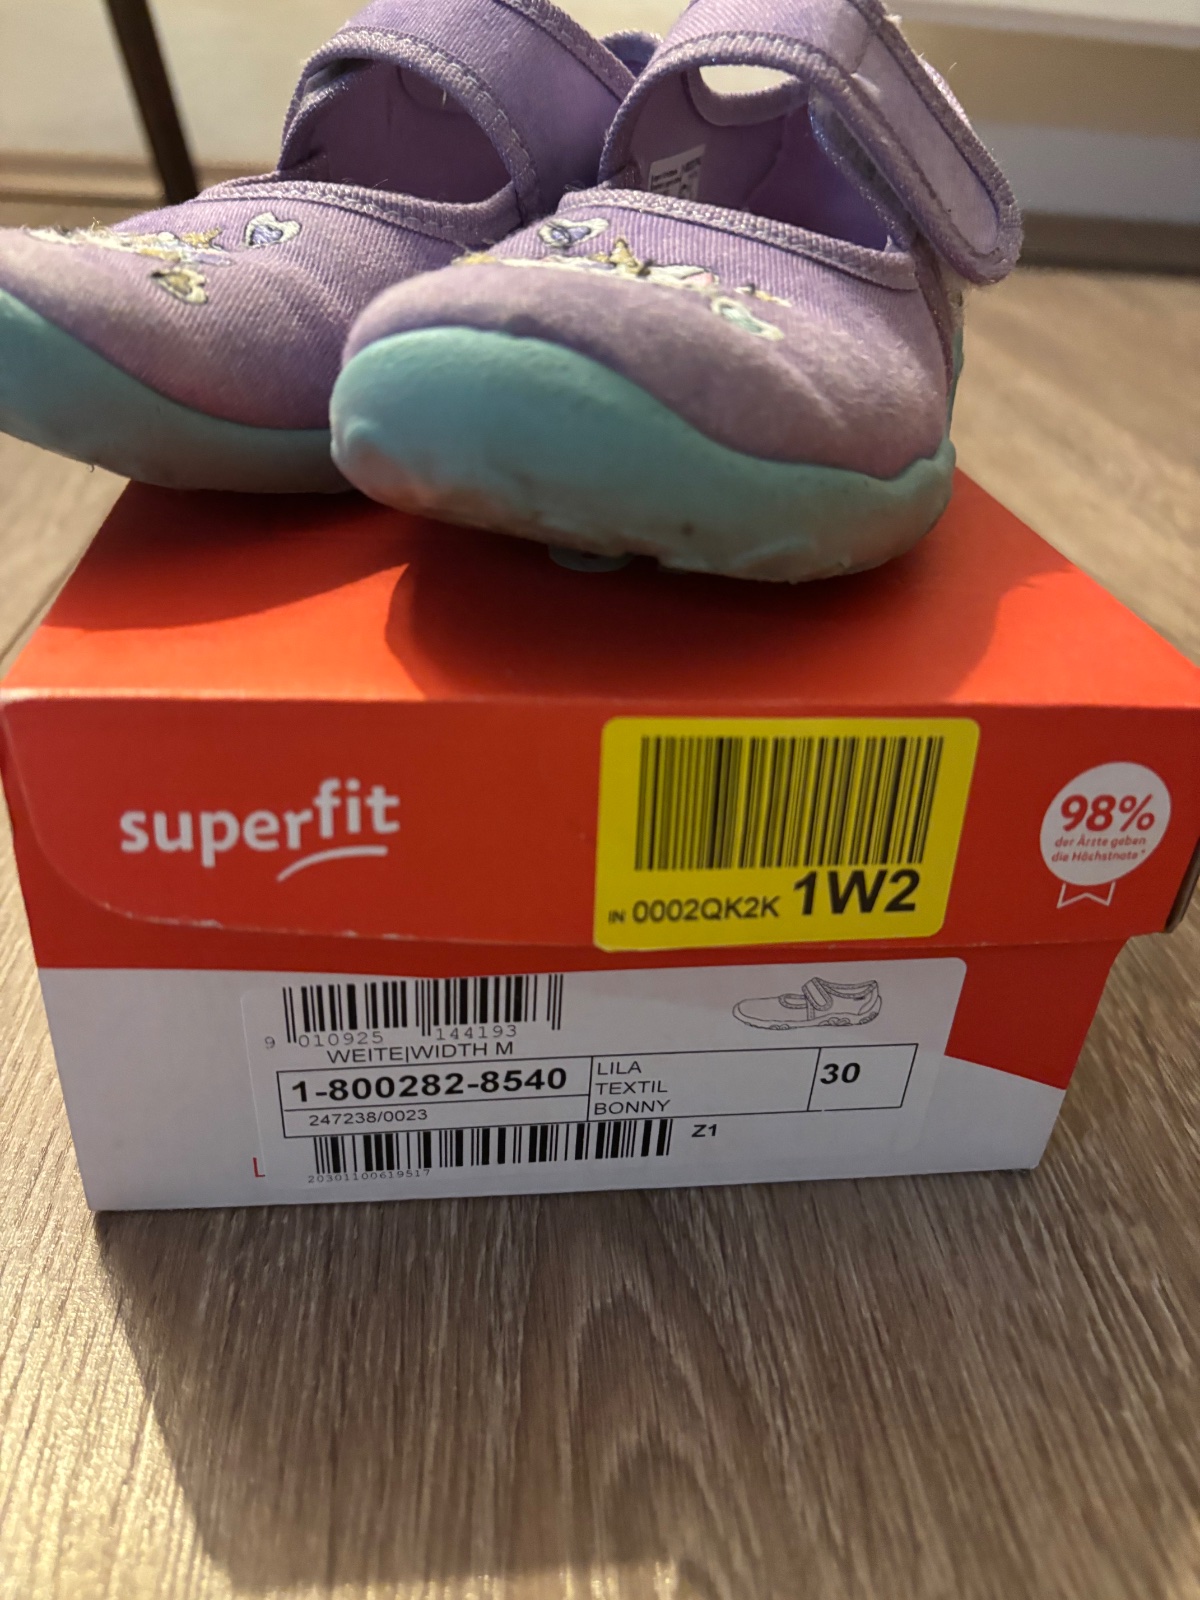 superfit
IN 0002QK2K 1W2
98%
der Ärzte geben
die Höchstnote*
9 010925 144193
WEITE|WIDTH M
1-800282-8540
247238/0023
LILA
TEXTIL
BONNY
30
Z1
L
20301100619517